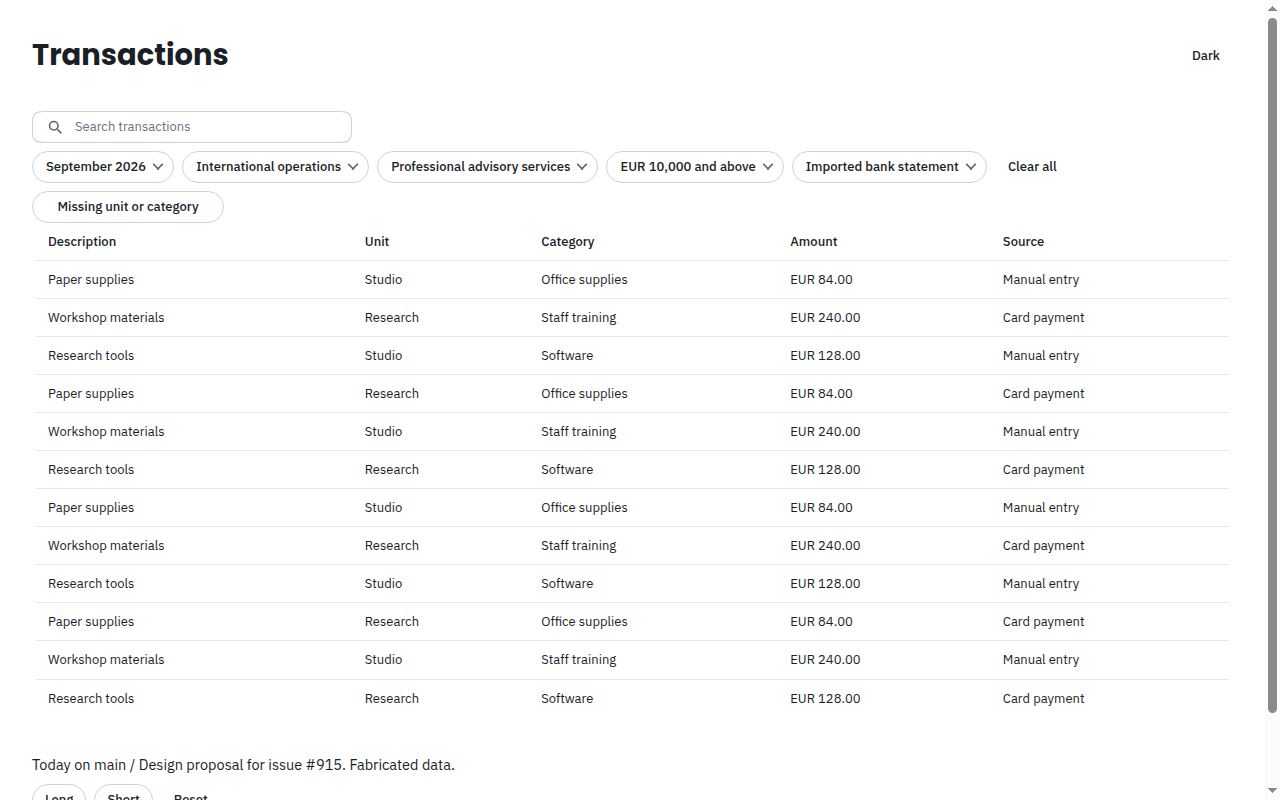 Transactions
Dark
Search transactions
September 2026 International operations Professional advisory services EUR 10,000 and above Imported bank statement Clear all
Missing unit or category
Description Unit Category Amount Source
Paper supplies Studio Office supplies EUR 84.00 Manual entry
Workshop materials Research Staff training EUR 240.00 Card payment
Research tools Studio Software EUR 128.00 Manual entry
Paper supplies Research Office supplies EUR 84.00 Card payment
Workshop materials Studio Staff training EUR 240.00 Manual entry
Research tools Research Software EUR 128.00 Card payment
Paper supplies Studio Office supplies EUR 84.00 Manual entry
Workshop materials Research Staff training EUR 240.00 Card payment
Research tools Studio Software EUR 128.00 Manual entry
Paper supplies Research Office supplies EUR 84.00 Card payment
Workshop materials Studio Staff training EUR 240.00 Manual entry
Research tools Research Software EUR 128.00 Card payment
Today on main / Design proposal for issue #915. Fabricated data.
Long Short Reset